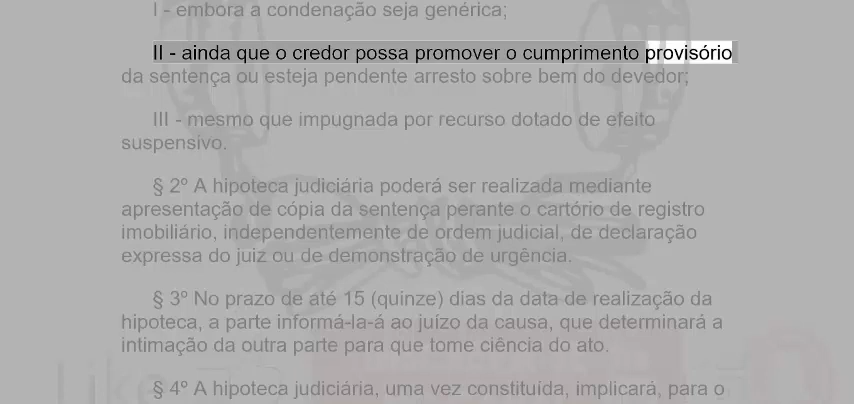 I - embora a condenação seja genérica;
II - ainda que o credor possa promover o cumprimento provisório
da sentença ou esteja pendente arresto sobre bem do devedor;
III - mesmo que impugnada por recurso dotado de efeito
suspensivo.
§ 2º A hipoteca judiciária poderá ser realizada mediante
apresentação de cópia da sentença perante o cartório de registro
imobiliário, independentemente de ordem judicial, de declaração
expressa do juiz ou de demonstração de urgência.
§ 3º No prazo de até 15 (quinze) dias da data de realização da
hipoteca, a parte informá-la-á ao juízo da causa, que determinará a
intimação da outra parte para que tome ciência do ato.
Like
§ 4º A hipoteca judiciária, uma vez constituída, implicará, para o